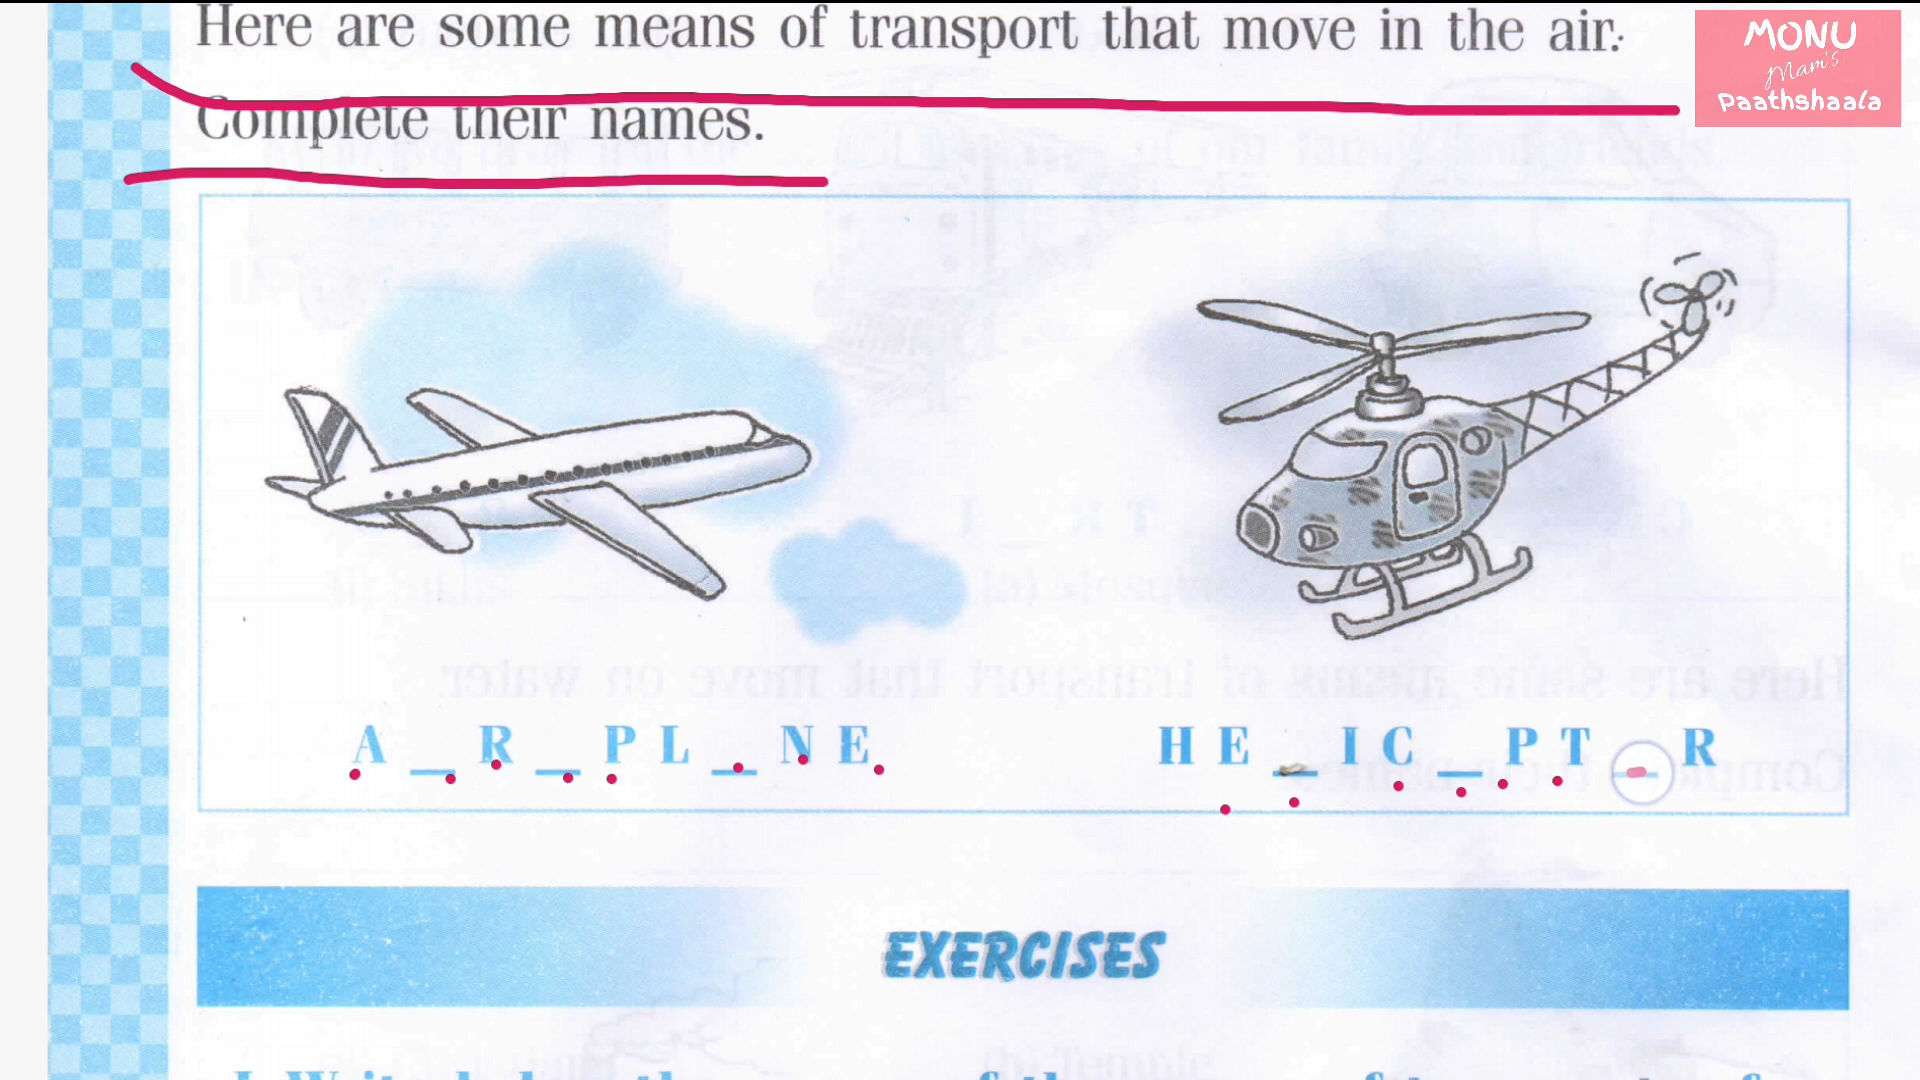 Here are some means of transport that move in the air.
Complete their names.
MONU
Mam's
Paathshaala
A _ R _ P L _ N E
H E _ I C _ P T _ R
EXERCISES